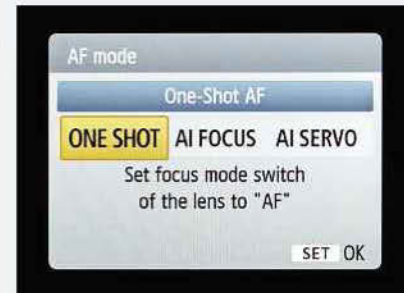 AF mode
One-Shot AF
ONE SHOT AI FOCUS AI SERVO
Set focus mode switch
of the lens to "AF"
SET OK